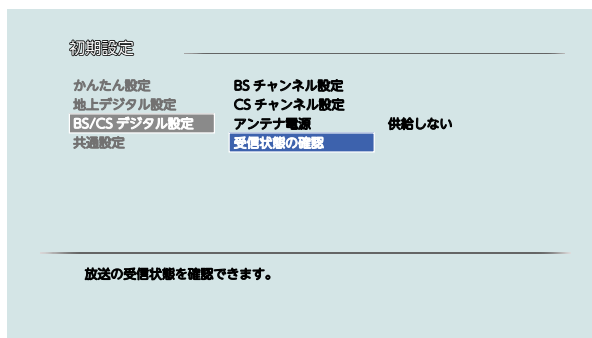 初期設定
かんたん設定 BS チャンネル設定
地上デジタル設定 CS チャンネル設定
BS/CS デジタル設定 アンテナ電源 供給しない
共通設定 受信状態の確認
放送の受信状態を確認できます。